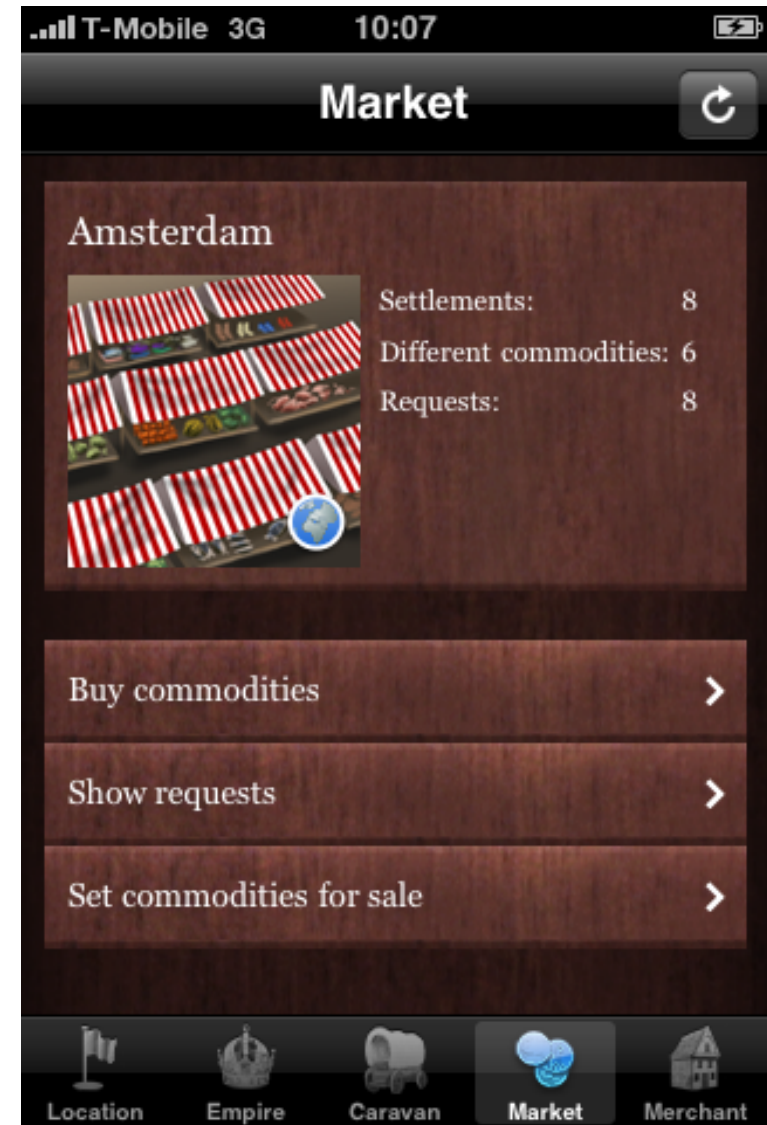 T-Mobile 3G 10:07
Market
Amsterdam
Settlements: 8
Different commodities: 6
Requests: 8
Buy commodities
Show requests
Set commodities for sale
Location Empire Caravan Market Merchant